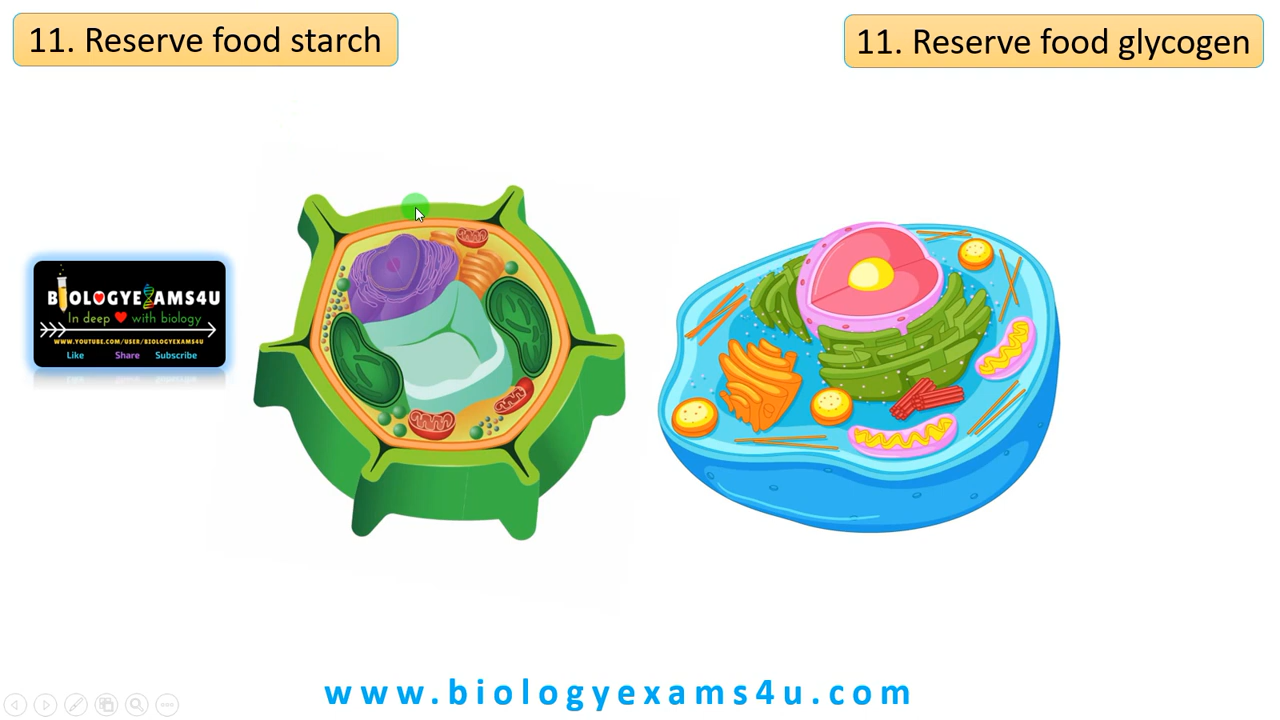 11. Reserve food starch
11. Reserve food glycogen
BIOLOGYEXAMS4U
In deep with biology
WWW.YOUTUBE.COM/USER/BIOLOGYEXAMS4U
Like Share Subscribe
www.biologyexams4u.com